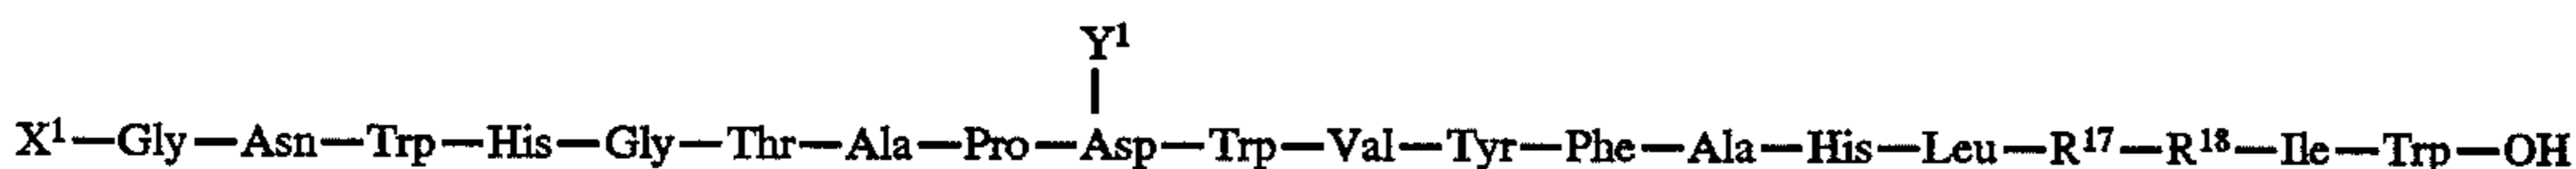 Y¹
X¹—Gly—Asn—Trp—His—Gly—Thr—Ala—Pro—Asp—Trp—Val—Tyr—Phe—Ala—His—Leu—R¹⁷—R¹⁸—Ile—Trp—OH